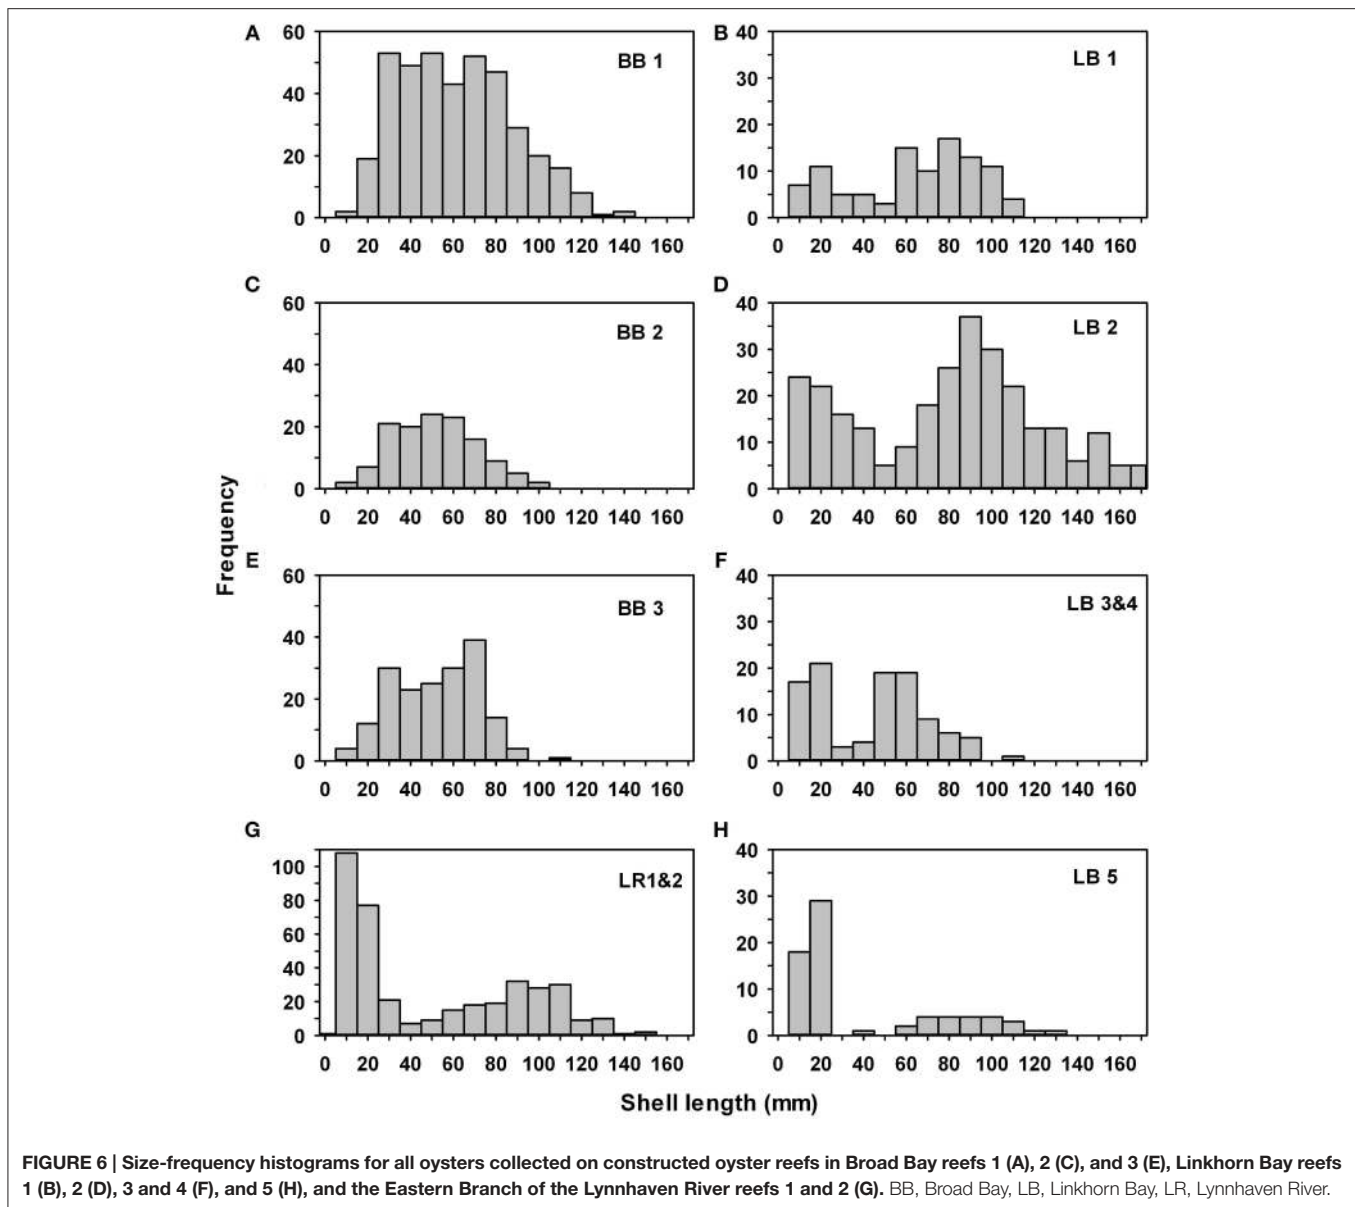 A
60
40
20
0
BB 1
0 20 40 60 80 100 120 140 160
B
40
30
20
10
0
LB 1
0 20 40 60 80 100 120 140 160
C
60
40
20
0
BB 2
0 20 40 60 80 100 120 140 160
D
40
30
20
10
0
LB 2
0 20 40 60 80 100 120 140 160
Frequency
E
60
40
20
0
BB 3
0 20 40 60 80 100 120 140 160
F
40
30
20
10
0
LB 3&4
0 20 40 60 80 100 120 140 160
G
100
80
60
40
20
0
LR1&2
0 20 40 60 80 100 120 140 160
H
40
30
20
10
0
LB 5
0 20 40 60 80 100 120 140 160
Shell length (mm)
FIGURE 6 | Size-frequency histograms for all oysters collected on constructed oyster reefs in Broad Bay reefs 1 (A), 2 (C), and 3 (E), Linkhorn Bay reefs
1 (B), 2 (D), 3 and 4 (F), and 5 (H), and the Eastern Branch of the Lynnhaven River reefs 1 and 2 (G). BB, Broad Bay, LB, Linkhorn Bay, LR, Lynnhaven River.